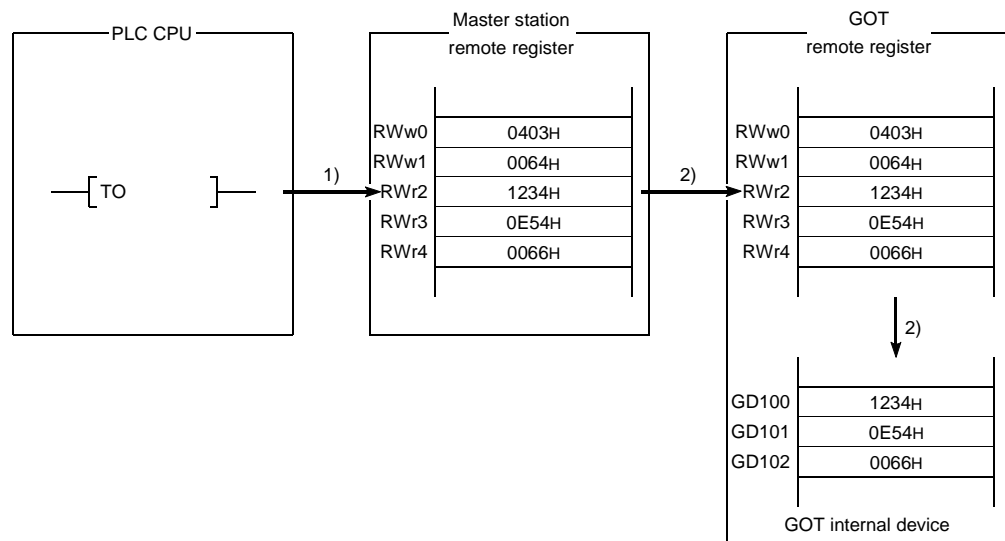 PLC CPU
TO
1)
Master station
remote register
RWw0 0403H
RWw1 0064H
RWr2 1234H
RWr3 0E54H
RWr4 0066H
2)
GOT
remote register
RWw0 0403H
RWw1 0064H
RWr2 1234H
RWr3 0E54H
RWr4 0066H
2)
GD100 1234H
GD101 0E54H
GD102 0066H
GOT internal device